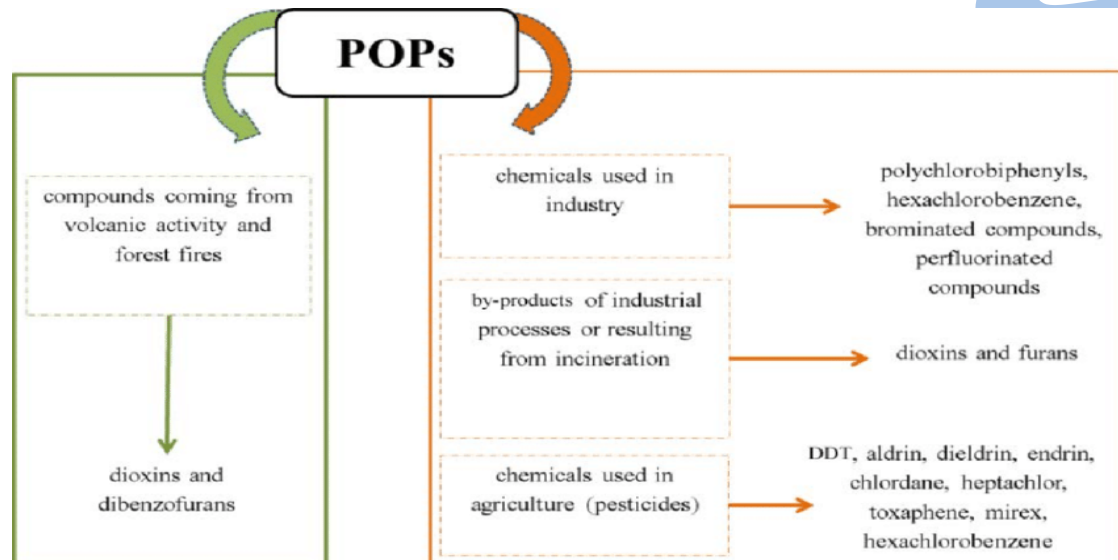 POPs
compounds coming from
volcanic activity and
forest fires
dioxins and
dibenzofurans
chemicals used in
industry
polychlorobiphenyls,
hexachlorobenzene,
brominated compounds,
perfluorinated
compounds
by-products of industrial
processes or resulting
from incineration
dioxins and furans
chemicals used in
agriculture (pesticides)
DDT, aldrin, dieldrin, endrin,
chlordane, heptachlor,
toxaphene, mirex,
hexachlorobenzene